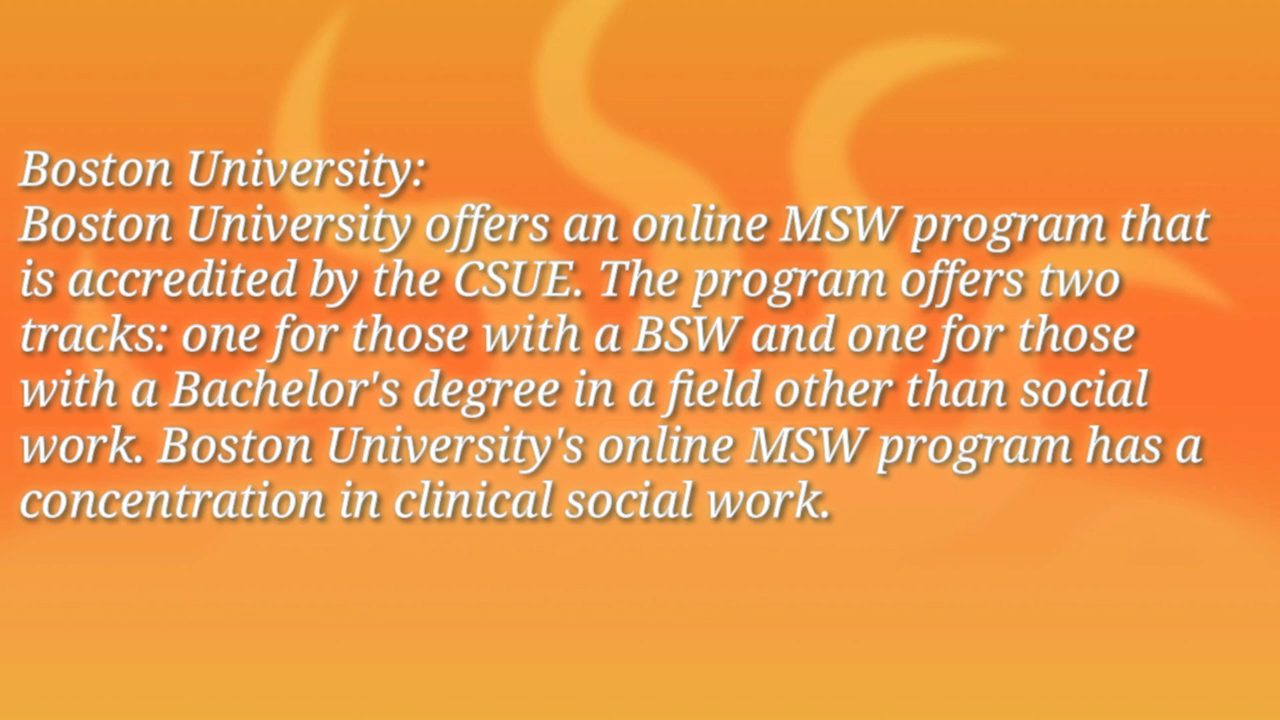 Boston University:
Boston University offers an online MSW program that
is accredited by the CSUE. The program offers two
tracks: one for those with a BSW and one for those
with a Bachelor's degree in a field other than social
work. Boston University's online MSW program has a
concentration in clinical social work.